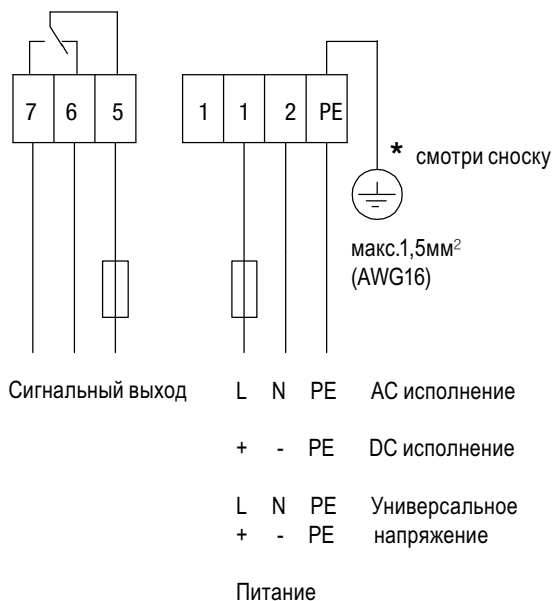 7 6 5 1 1 2 PE
* смотри сноску
макс.1,5мм²
(AWG16)
Сигнальный выход L N PE АС исполнение
+ - PE DC исполнение
L N PE Универсальное
+ - PE напряжение
Питание